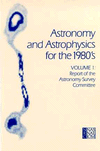 Astronomy
and Astrophysics
for the 1980's
VOLUME 1:
Report of the
Astronomy Survey
Committee